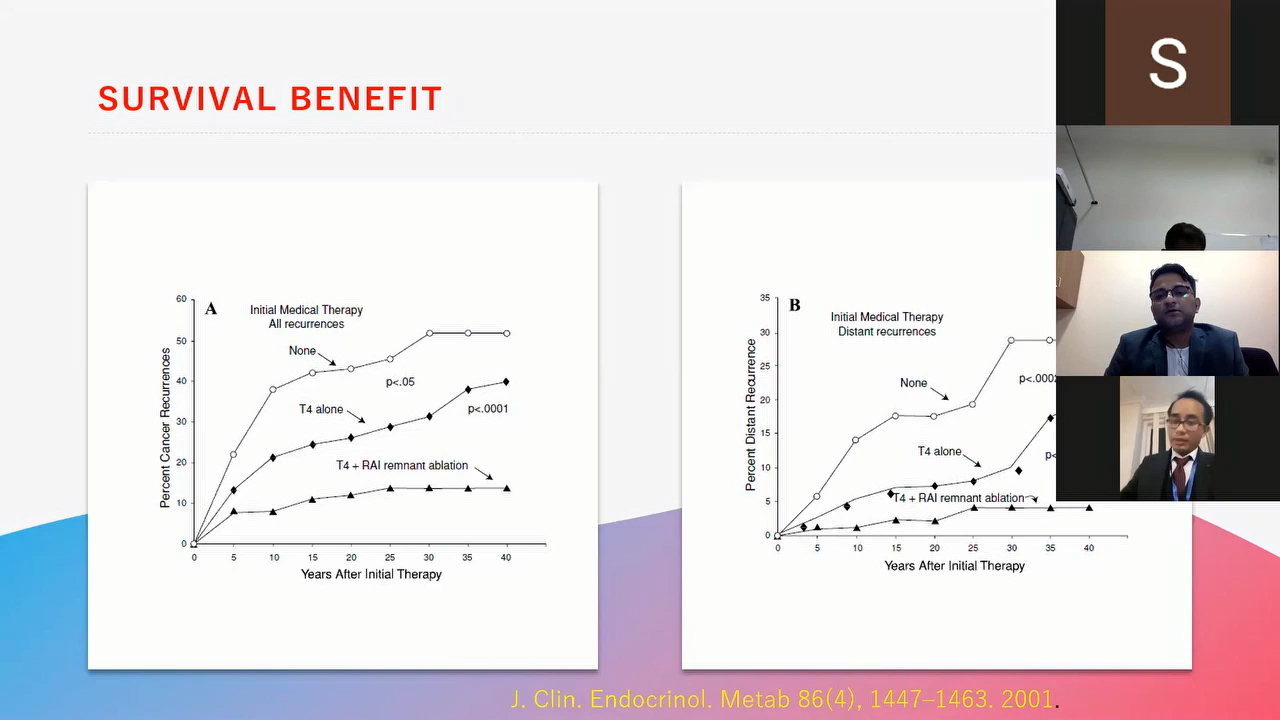 SURVIVAL BENEFIT
S
A
Initial Medical Therapy
All recurrences
None
p<.05
T4 alone
p<.0001
T4 + RAI remnant ablation
Percent Cancer Recurrences
60
50
40
30
20
10
0
0 5 10 15 20 25 30 35 40
Years After Initial Therapy
B
Initial Medical Therapy
Distant recurrences
None
p<.000
T4 alone
p<
T4 + RAI remnant ablation
Percent Distant Recurrence
35
30
25
20
15
10
5
0
0 5 10 15 20 25 30 35 40
Years After Initial Therapy
J. Clin. Endocrinol. Metab 86(4), 1447–1463. 2001.